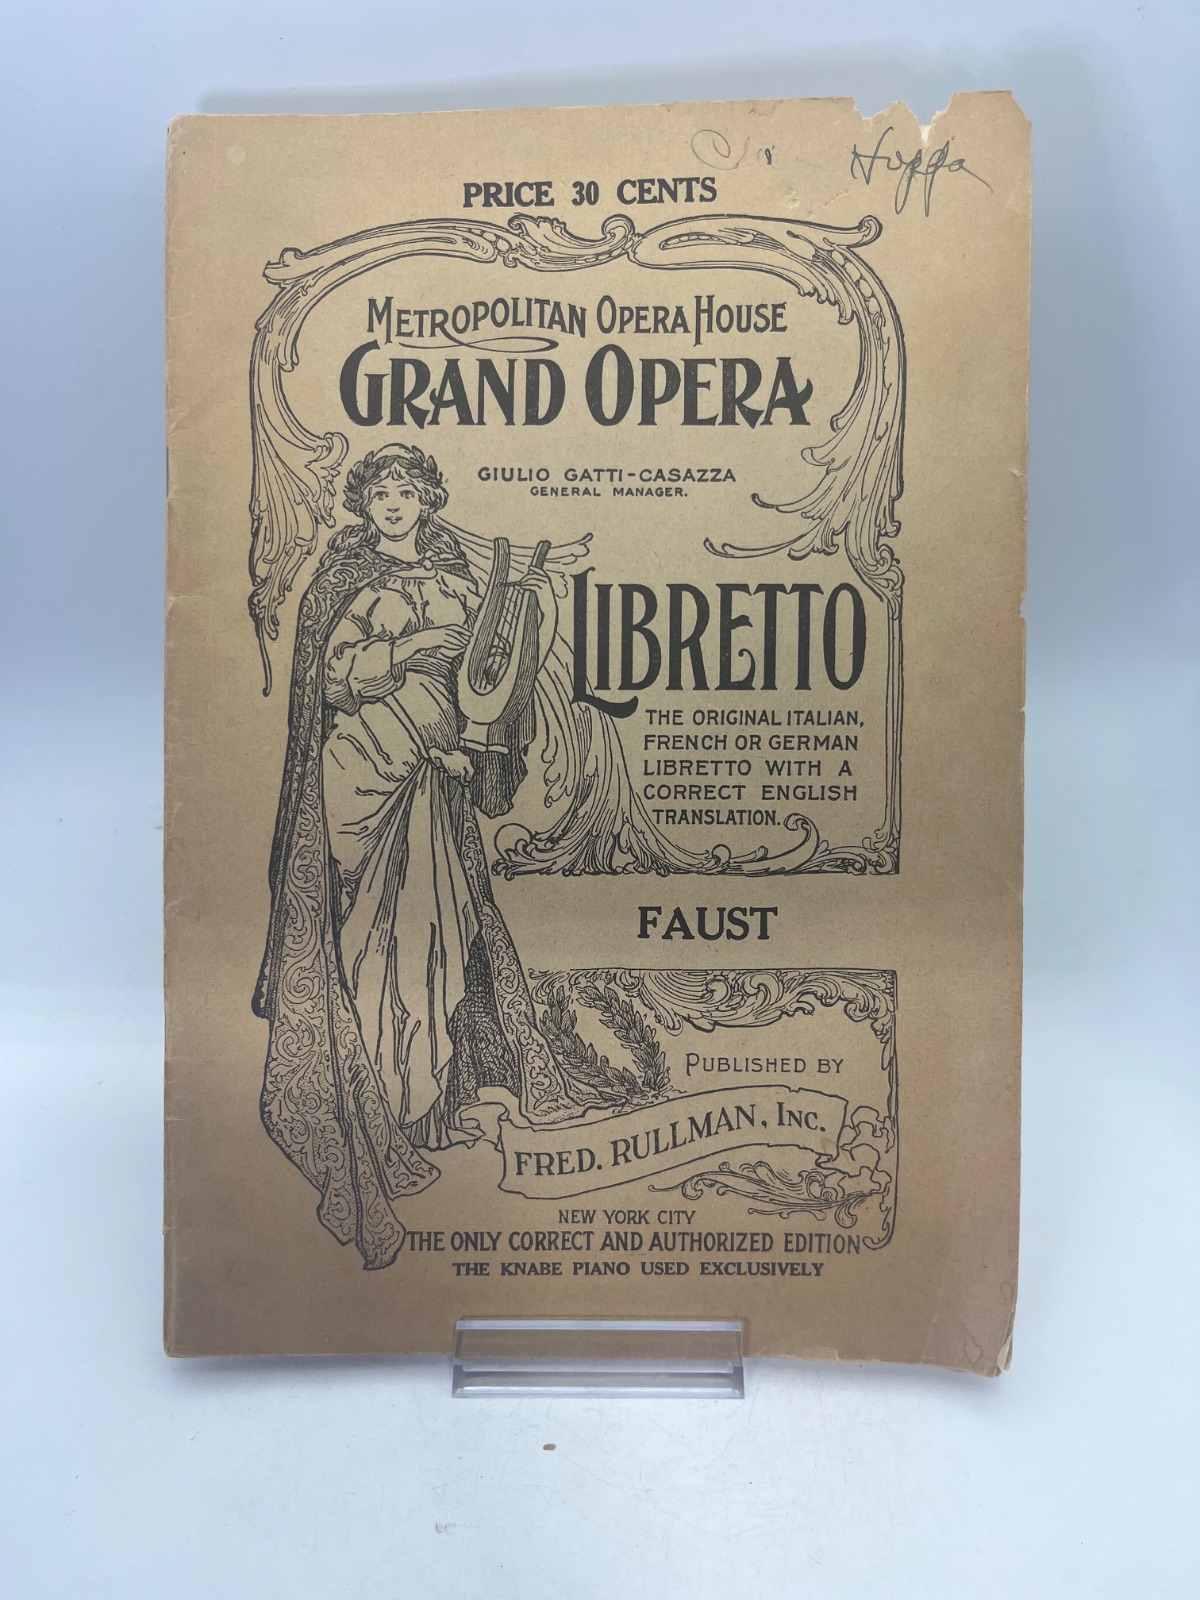 Hoppa
PRICE 30 CENTS
METROPOLITAN OPERA HOUSE
GRAND OPERA
GIULIO GATTI-CASAZZA
GENERAL MANAGER.
LIBRETTO
THE ORIGINAL ITALIAN,
FRENCH OR GERMAN
LIBRETTO WITH A
CORRECT ENGLISH
TRANSLATION.
FAUST
PUBLISHED BY
FRED. RULLMAN, INC.
NEW YORK CITY
THE ONLY CORRECT AND AUTHORIZED EDITION
THE KNABE PIANO USED EXCLUSIVELY